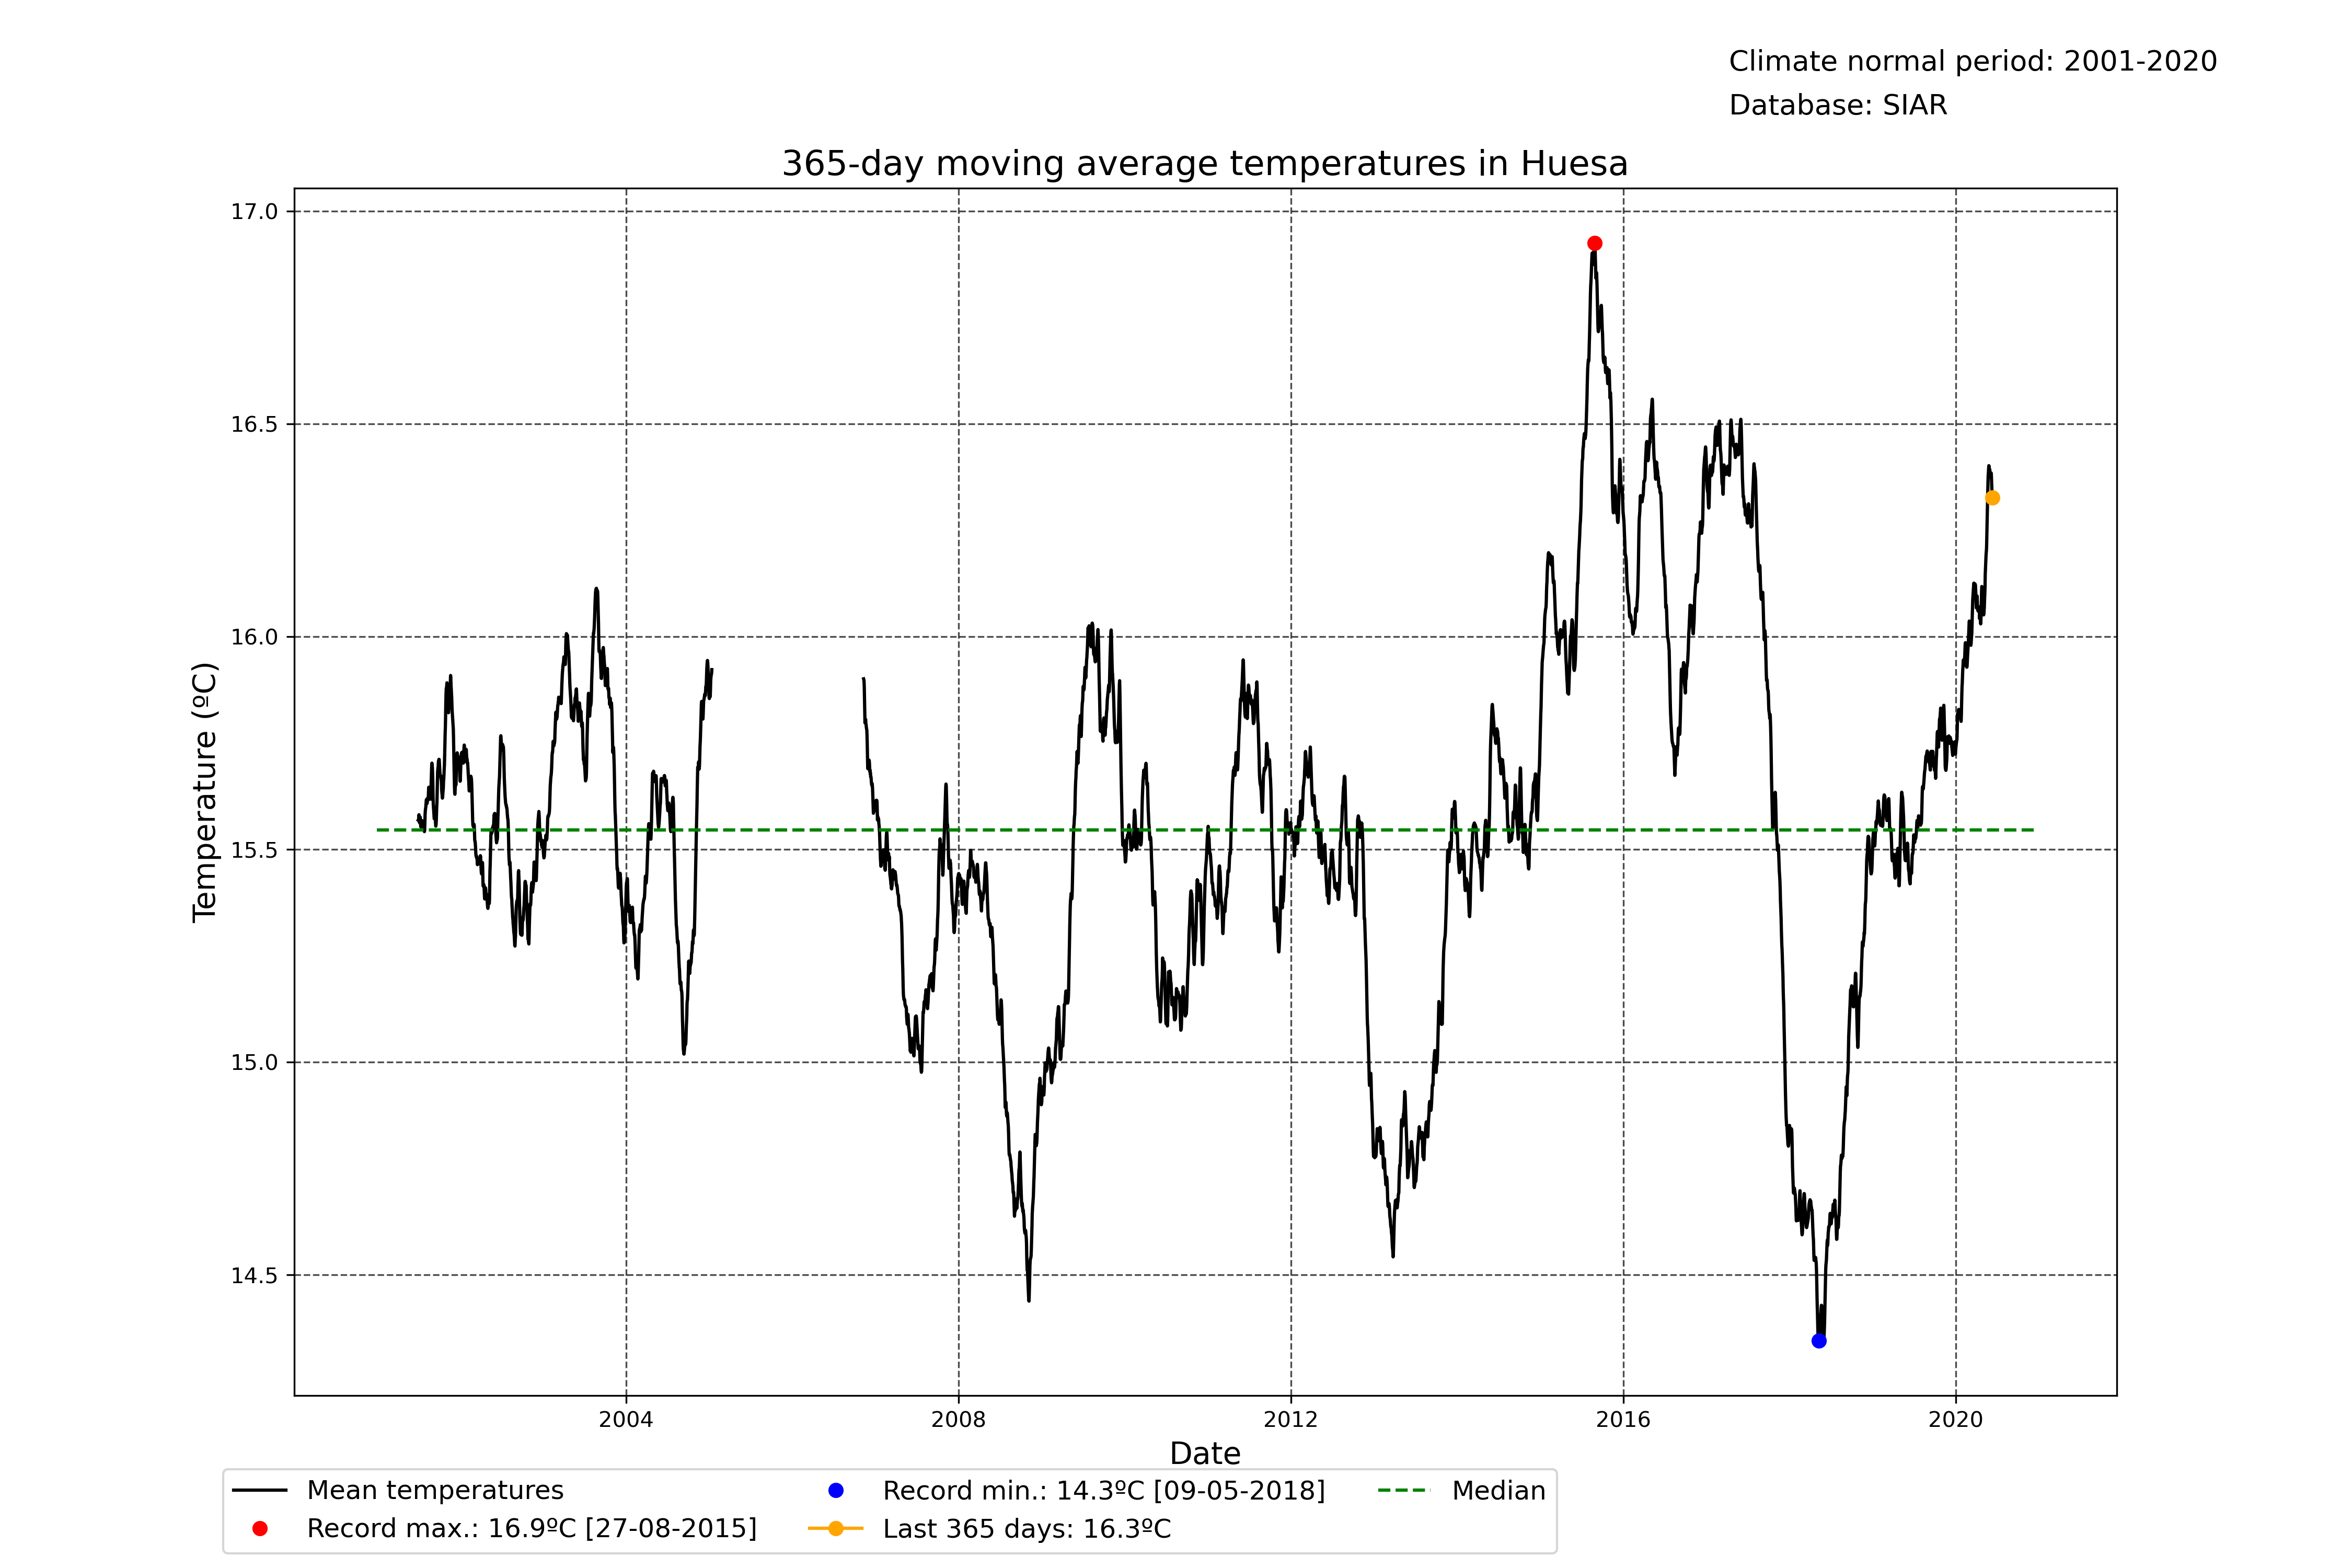 Climate normal period: 2001-2020
Database: SIAR
365-day moving average temperatures in Huesa
17.0
16.5
16.0
15.5
15.0
14.5
Temperature (ºC)
2004 2008 2012 2016 2020
Date
Mean temperatures
Record max.: 16.9ºC [27-08-2015]
Record min.: 14.3ºC [09-05-2018]
Last 365 days: 16.3ºC
Median